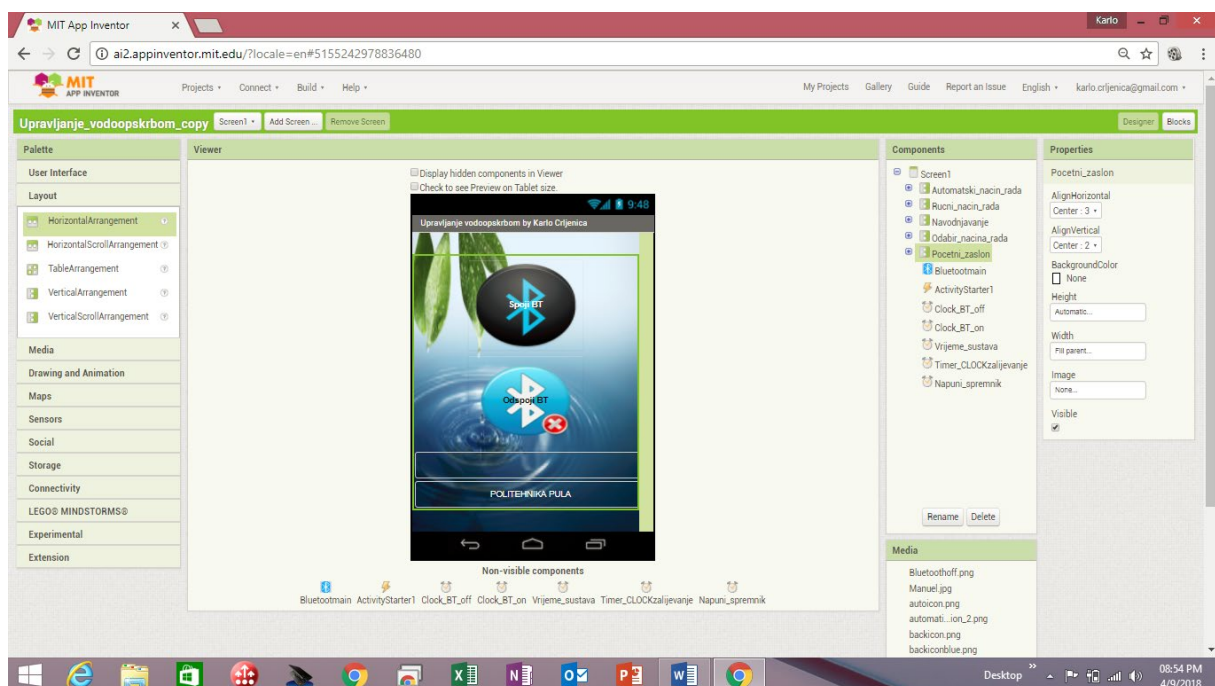 MIT App Inventor
Karlo
ai2.appinventor.mit.edu/?locale=en#5155242978836480
MIT
APP INVENTOR
Projects Connect Build Help
My Projects Gallery Guide Report an Issue English karlo.crljenica@gmail.com
Upravljanje_vodoopskrbom_copy Screen1 Add Screen ... Remove Screen
Designer Blocks
Palette
User Interface
Layout
HorizontalArrangement
HorizontalScrollArrangement
TableArrangement
VerticalArrangement
VerticalScrollArrangement
Media
Drawing and Animation
Maps
Sensors
Social
Storage
Connectivity
LEGO® MINDSTORMS®
Experimental
Extension
Viewer
Display hidden components in Viewer
Check to see Preview on Tablet size.
9:48
Upravljanje vodoopskrbom by Karlo Crljenica
Spoji BT
Odspoji BT
POLITEHNIKA PULA
Non-visible components
Bluetootmain ActivityStarter1 Clock_BT_off Clock_BT_on Vrijeme_sustava Timer_CLOCKzalijevanje Napuni_spremnik
Components
Screen1
Automatski_nacin_rada
Rucni_nacin_rada
Navodnjavanje
Odabir_nacina_rada
Pocetni_zaslon
Bluetootmain
ActivityStarter1
Clock_BT_off
Clock_BT_on
Vrijeme_sustava
Timer_CLOCKzalijevanje
Napuni_spremnik
Rename Delete
Media
Bluetoothoff.png
Manuel.jpg
autoicon.png
automati...ion_2.png
backicon.png
backiconblue.png
Properties
Pocetni_zaslon
AlignHorizontal
Center : 3
AlignVertical
Center : 2
BackgroundColor
None
Height
Automatic...
Width
Fill parent...
Image
None...
Visible
Desktop
08:54 PM
4/9/2018